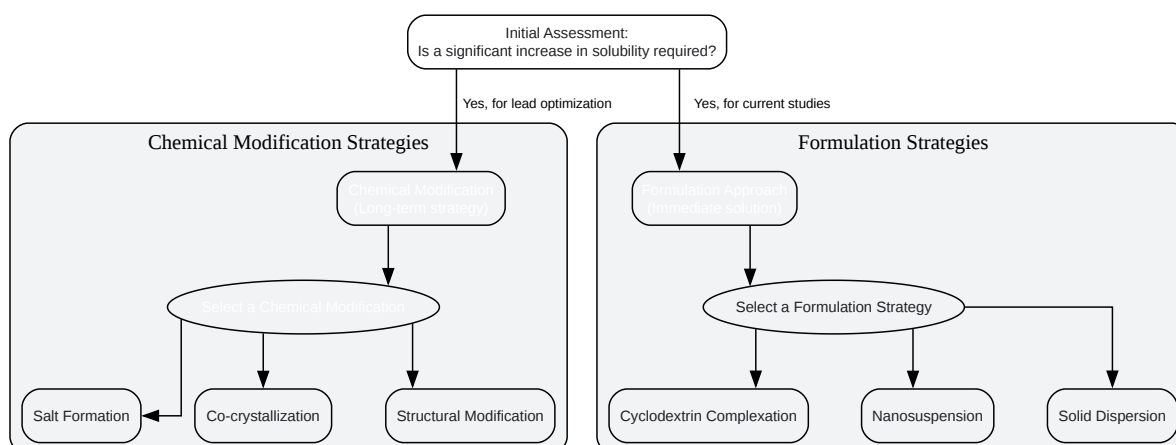 Initial Assessment:
Is a significant increase in solubility required?
Yes, for lead optimization
Yes, for current studies
Chemical Modification Strategies
Formulation Strategies
Chemical Modification
(Long-term strategy)
Formulation Approach
(Immediate solution)
Select a Chemical Modification
Select a Formulation Strategy
Salt Formation
Co-crystallization
Structural Modification
Cyclodextrin Complexation
Nanosuspension
Solid Dispersion